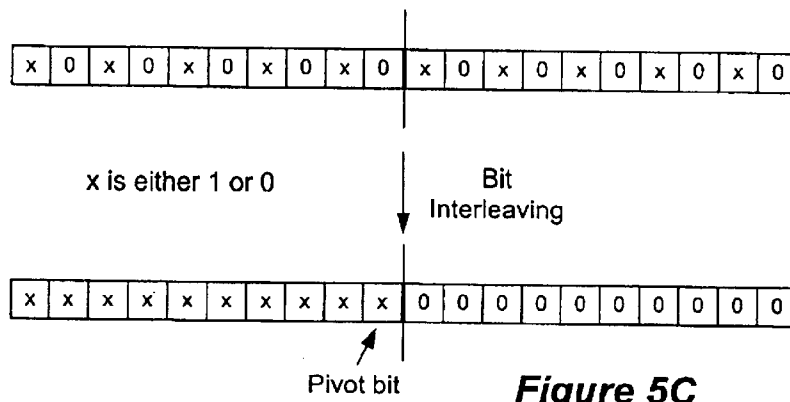 x 0 x 0 x 0 x 0 x 0 x 0 x 0 x 0 x 0 x 0
x is either 1 or 0
Bit
Interleaving
x x x x x x x x x x 0 0 0 0 0 0 0 0 0 0
Pivot bit
Figure 5C